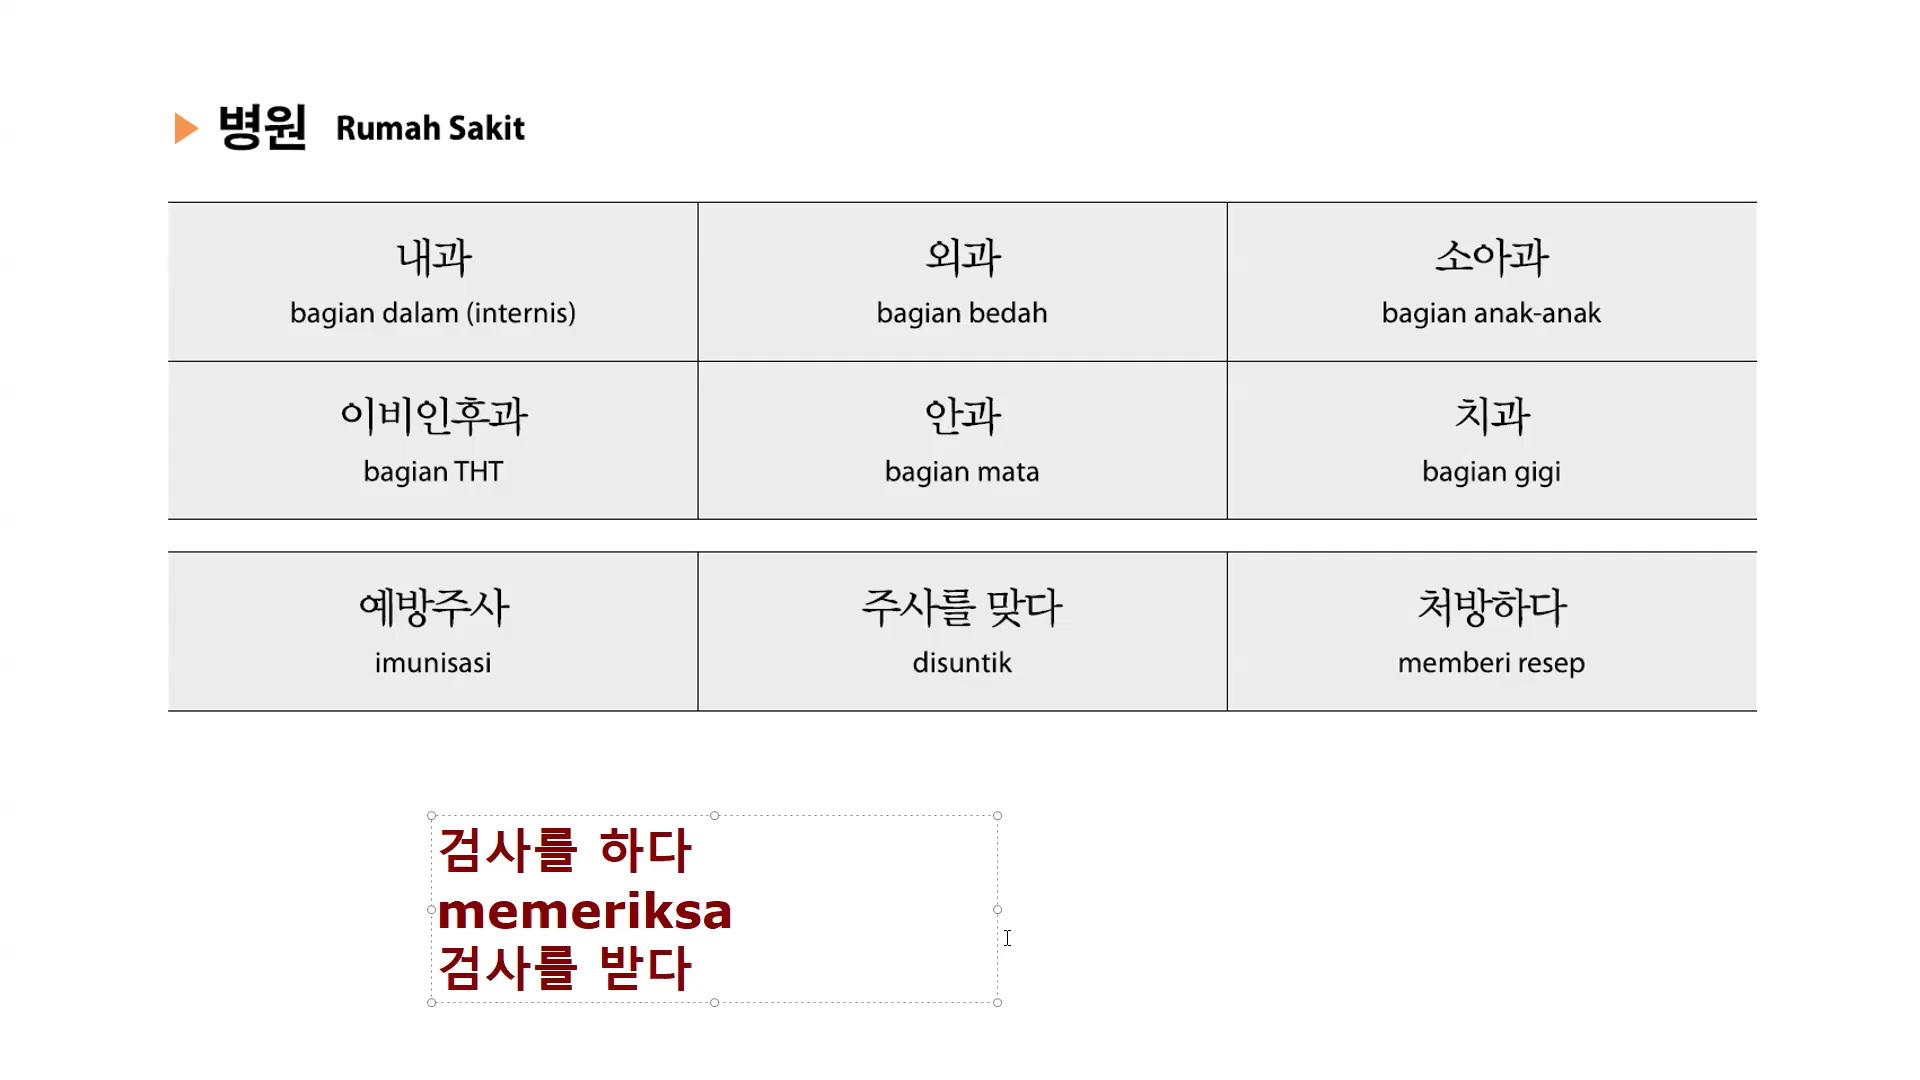 병원 Rumah Sakit
내과 외과 소아과
bagian dalam (internis) bagian bedah bagian anak-anak
이비인후과 안과 치과
bagian THT bagian mata bagian gigi
예방주사 주사를 맞다 처방하다
imunisasi disuntik memberi resep
검사를 하다
memeriksa
검사를 받다